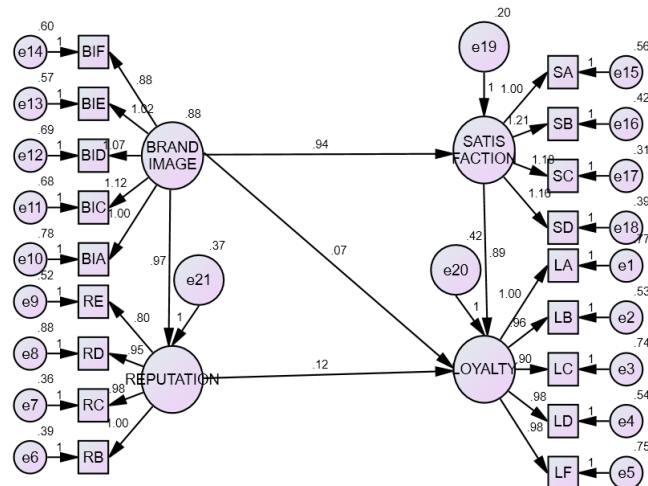 .60
e14 1 BIF
.57
e13 1 BIE
.69
e12 1 BID
.68
e11 1 BIC
.78
e10 1 BIA
.52
e9 1 RE
.88
e8 1 RD
.36
e7 1 RC
.39
e6 1 RB
.88
1.02
1.07
1.12
1.00
.88
BRAND
IMAGE
.94
.07
.97
.37
e21
1
.80
.95
.98
1.00
REPUTATION
.12
.20
e19
1
SATIS
FACTION
1.00
1.21
1.18
1.16
.56
SA 1 e15
.42
SB 1 e16
.31
SC 1 e17
.39
SD 1 e18
.42
e20
1
.89
LOYALTY
1.00
.96
.90
.98
.98
.77
LA 1 e1
.53
LB 1 e2
.74
LC 1 e3
.54
LD 1 e4
.75
LF 1 e5